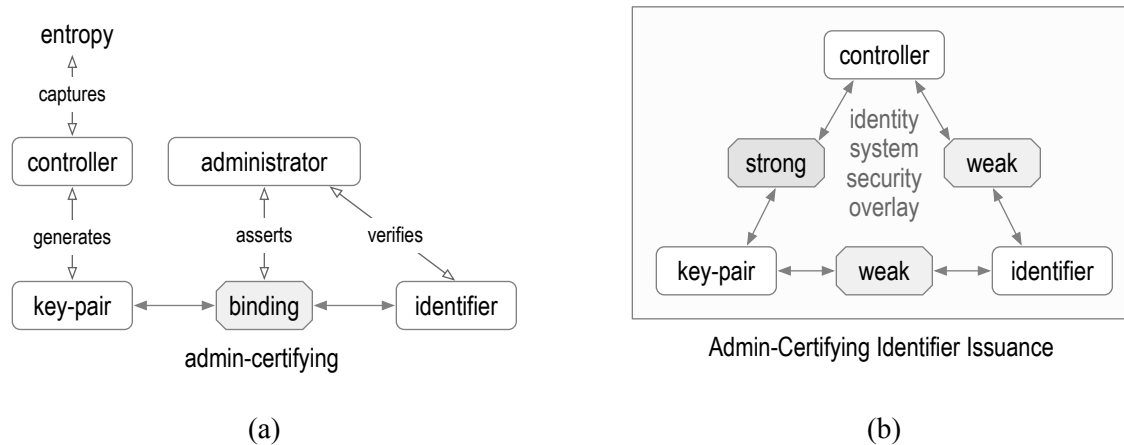 entropy
captures
controller
administrator
generates
asserts
verifies
key-pair
binding
identifier
admin-certifying
(a)
controller
identity
system
security
overlay
strong
weak
key-pair
weak
identifier
Admin-Certifying Identifier Issuance
(b)